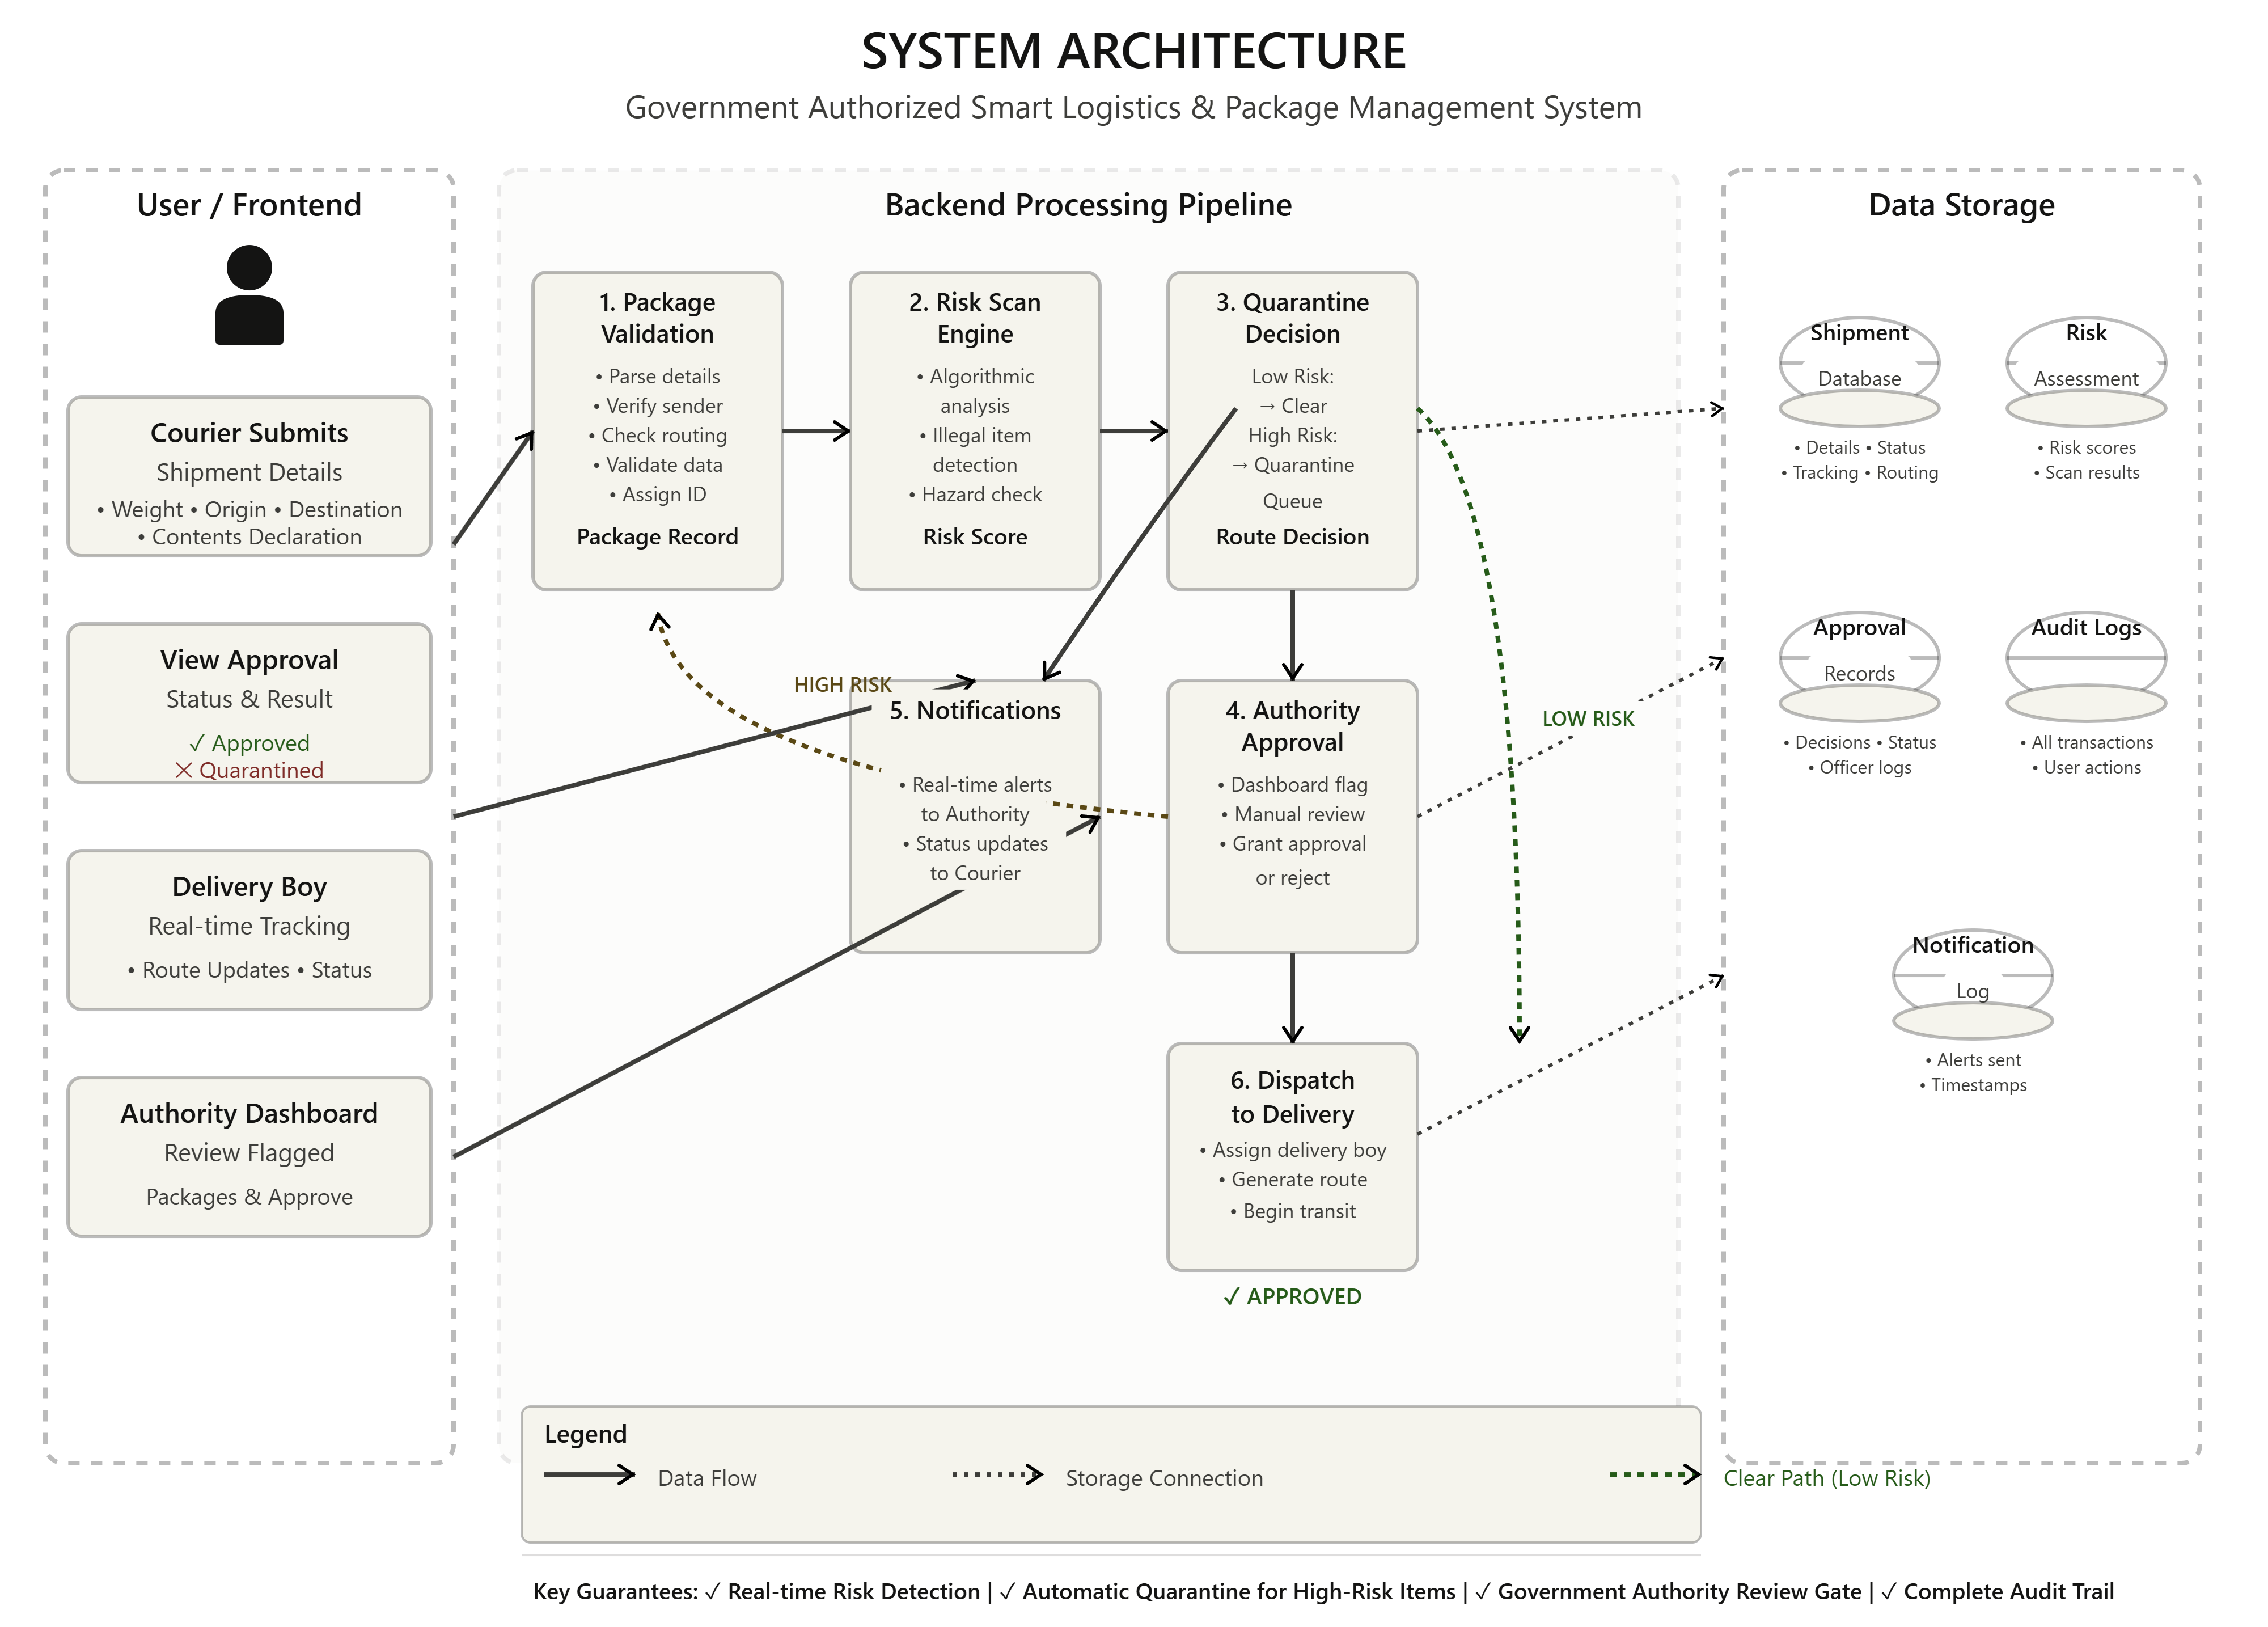 SYSTEM ARCHITECTURE
Government Authorized Smart Logistics & Package Management System
User / Frontend
Courier Submits
Shipment Details
• Weight • Origin • Destination
• Contents Declaration
View Approval
Status & Result
✓ Approved
✕ Quarantined
Delivery Boy
Real-time Tracking
• Route Updates • Status
Authority Dashboard
Review Flagged
Packages & Approve
Backend Processing Pipeline
1. Package
Validation
• Parse details
• Verify sender
• Check routing
• Validate data
• Assign ID
Package Record
2. Risk Scan
Engine
• Algorithmic
analysis
• Illegal item
detection
• Hazard check
Risk Score
3. Quarantine
Decision
Low Risk:
→ Clear
High Risk:
→ Quarantine
Queue
Route Decision
HIGH RISK
5. Notifications
• Real-time alerts
to Authority
• Status updates
to Courier
4. Authority
Approval
• Dashboard flag
• Manual review
• Grant approval
or reject
LOW RISK
6. Dispatch
to Delivery
• Assign delivery boy
• Generate route
• Begin transit
✓ APPROVED
Data Storage
Shipment
Database
• Details • Status
• Tracking • Routing
Risk
Assessment
• Risk scores
• Scan results
Approval
Records
• Decisions • Status
• Officer logs
Audit Logs
• All transactions
• User actions
Notification
Log
• Alerts sent
• Timestamps
Legend
Data Flow
Storage Connection
Clear Path (Low Risk)
Key Guarantees: ✓ Real-time Risk Detection | ✓ Automatic Quarantine for High-Risk Items | ✓ Government Authority Review Gate | ✓ Complete Audit Trail